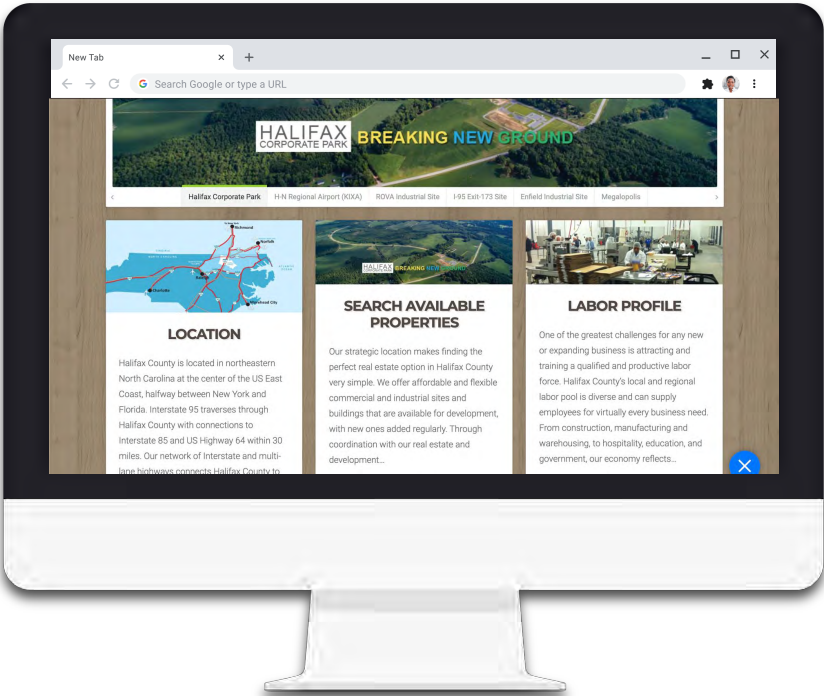 New Tab
Search Google or type a URL
HALIFAX
CORPORATE PARK
BREAKING NEW GROUND
Halifax Corporate Park
H-N Regional Airport (KIXA)
ROVA Industrial Site
I-95 Exit-173 Site
Enfield Industrial Site
Megalopolis
Richmond
Norfolk
Charlotte
Morehead City
LOCATION
Halifax County is located in northeastern
North Carolina at the center of the US East
Coast, halfway between New York and
Florida. Interstate 95 traverses through
Halifax County with connections to
Interstate 85 and US Highway 64 within 30
miles. Our network of Interstate and multi-
lane highways connects Halifax County to
HALIFAX
CORPORATE PARK
BREAKING NEW GROUND
SEARCH AVAILABLE
PROPERTIES
Our strategic location makes finding the
perfect real estate option in Halifax County
very simple. We offer affordable and flexible
commercial and industrial sites and
buildings that are available for development,
with new ones added regularly. Through
coordination with our real estate and
development...
LABOR PROFILE
One of the greatest challenges for any new
or expanding business is attracting and
training a qualified and productive labor
force. Halifax County's local and regional
labor pool is diverse and can supply
employees for virtually every business need.
From construction, manufacturing and
warehousing, to hospitality, education, and
government, our economy reflects...